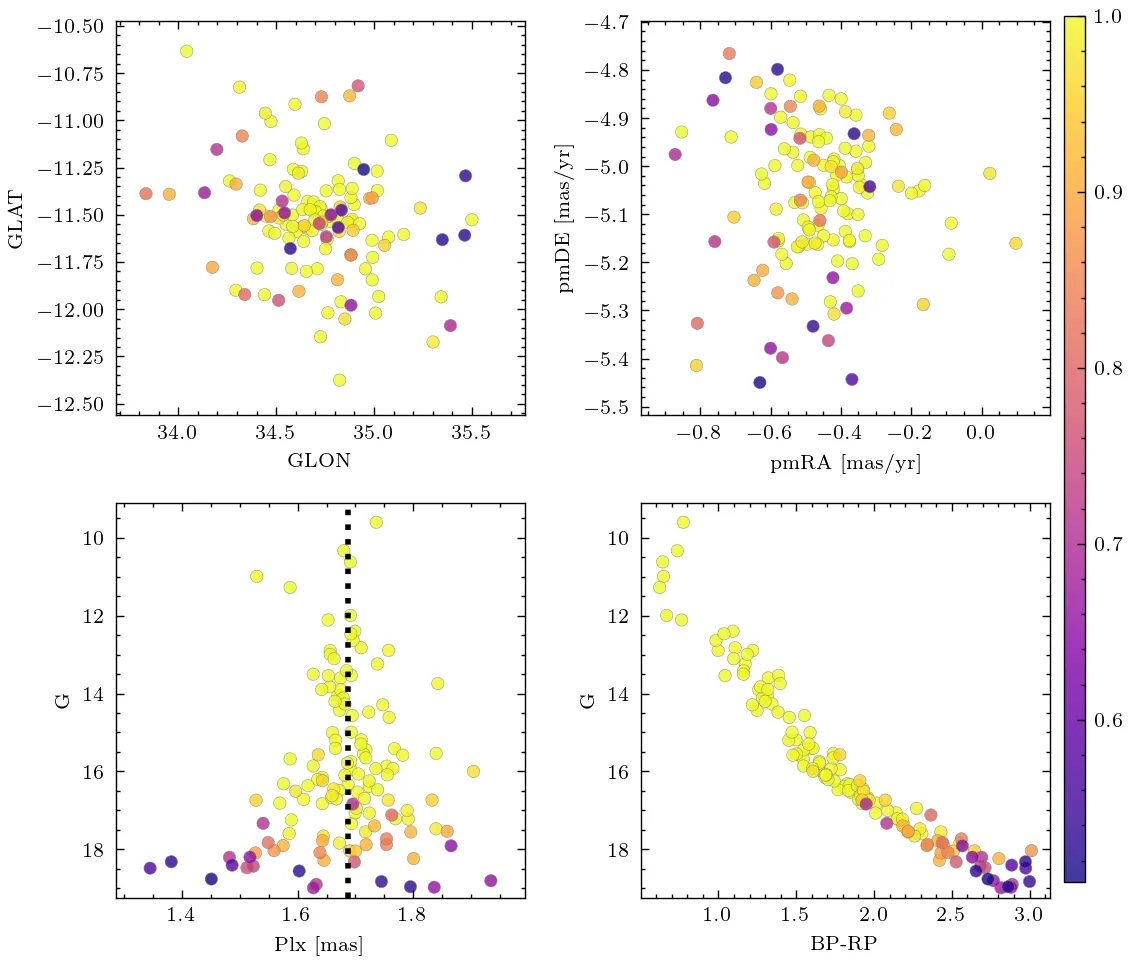 −10.50
−10.75
−11.00
−11.25
−11.50
−11.75
−12.00
−12.25
−12.50
GLAT
34.0 34.5 35.0 35.5
GLON
−4.7
−4.8
−4.9
−5.0
−5.1
−5.2
−5.3
−5.4
−5.5
pmDE [mas/yr]
−0.8 −0.6 −0.4 −0.2 0.0
pmRA [mas/yr]
10
12
14
16
18
G
1.4 1.6 1.8
Plx [mas]
10
12
14
16
18
G
1.0 1.5 2.0 2.5 3.0
BP-RP
1.0
0.9
0.8
0.7
0.6